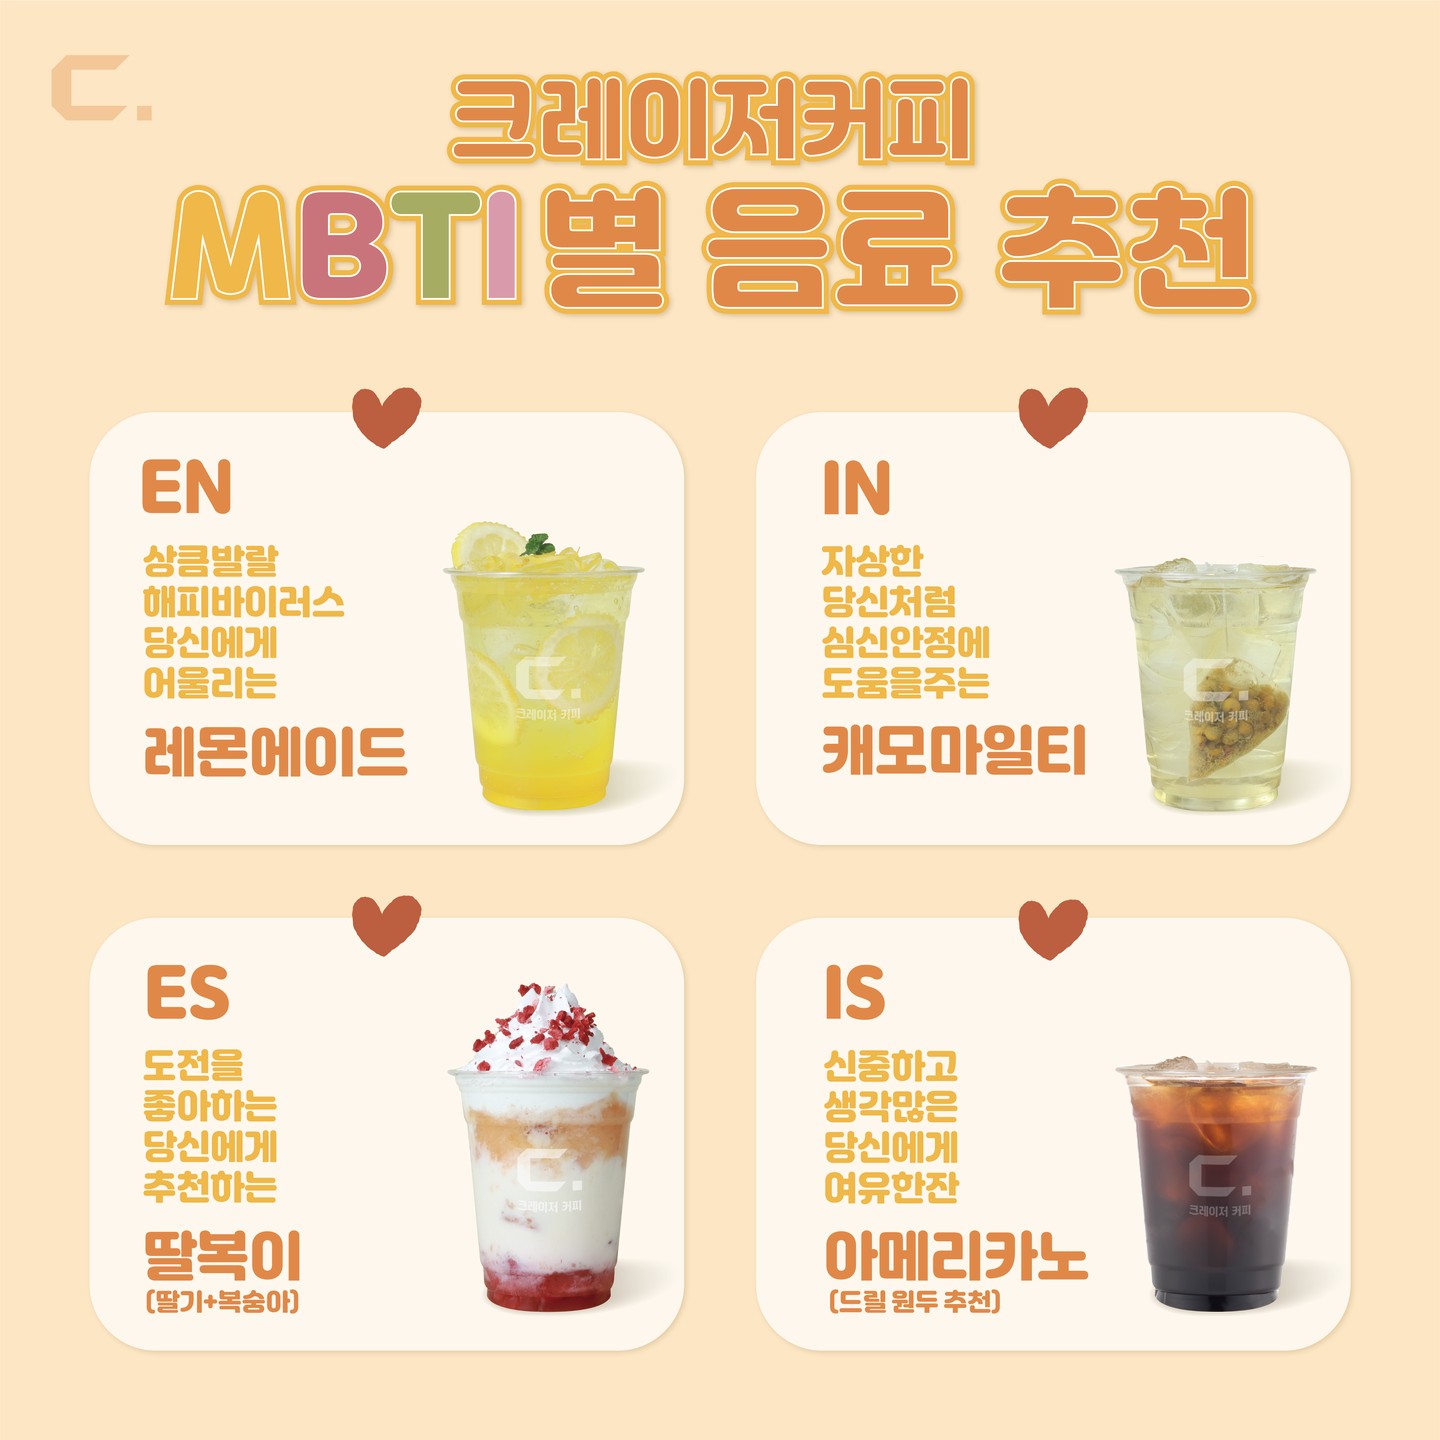 C.
크레이저커피
MBTI별 음료 추천
EN
상큼발랄
해피바이러스
당신에게
어울리는
레몬에이드
C.
크레이저 커피
IN
자상한
당신처럼
심신안정에
도움을주는
캐모마일티
C.
크레이저 커피
ES
도전을
좋아하는
당신에게
추천하는
딸복이
(딸기+복숭아)
C.
크레이저 커피
IS
신중하고
생각많은
당신에게
여유한잔
아메리카노
(드릴 원두 추천)
C.
크레이저 커피